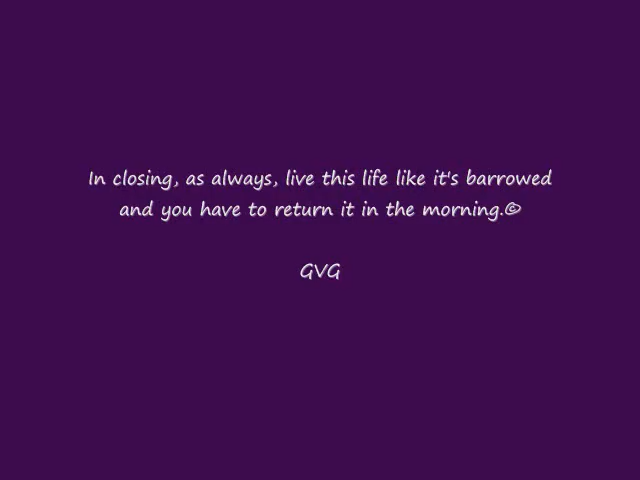 In closing, as always, live this life like it's barrowed
and you have to return it in the morning.©
GVG